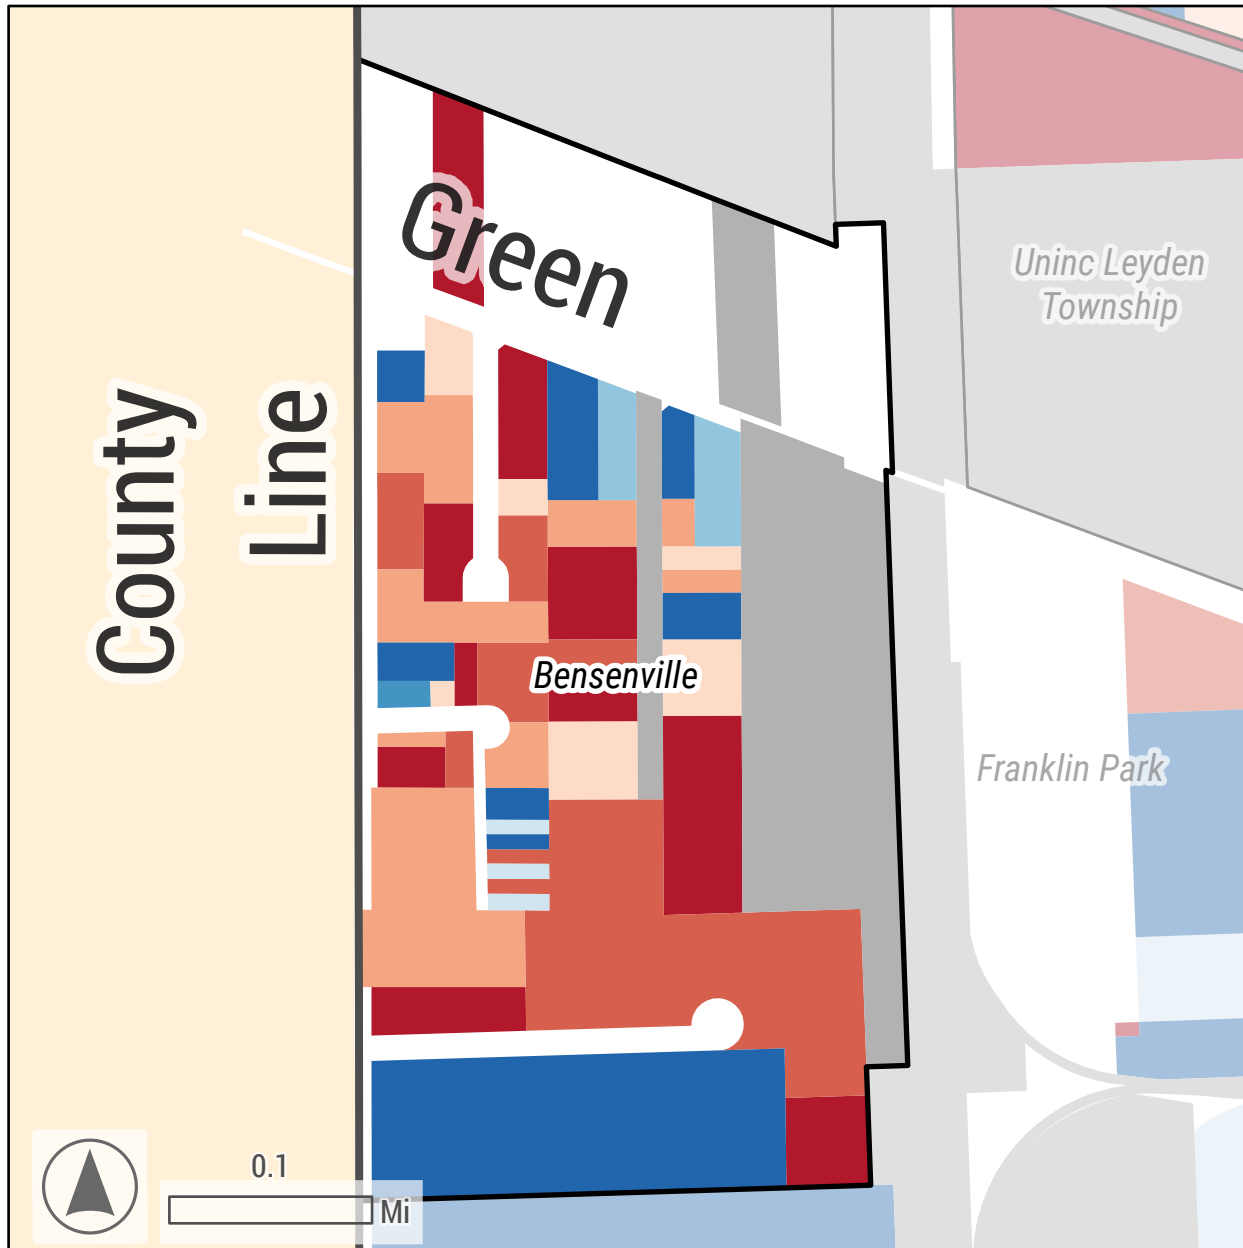 Green
Uninc Leyden
Township
County
Line
Bensenville
Franklin Park
0.1
Mi